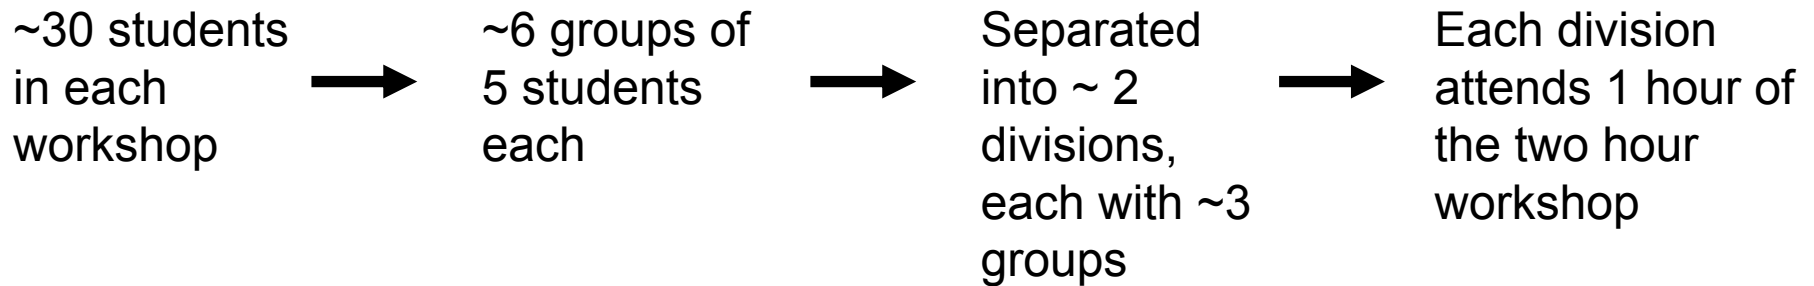 ~30 students
in each
workshop
~6 groups of
5 students
each
Separated
into ~ 2
divisions,
each with ~3
groups
Each division
attends 1 hour of
the two hour
workshop